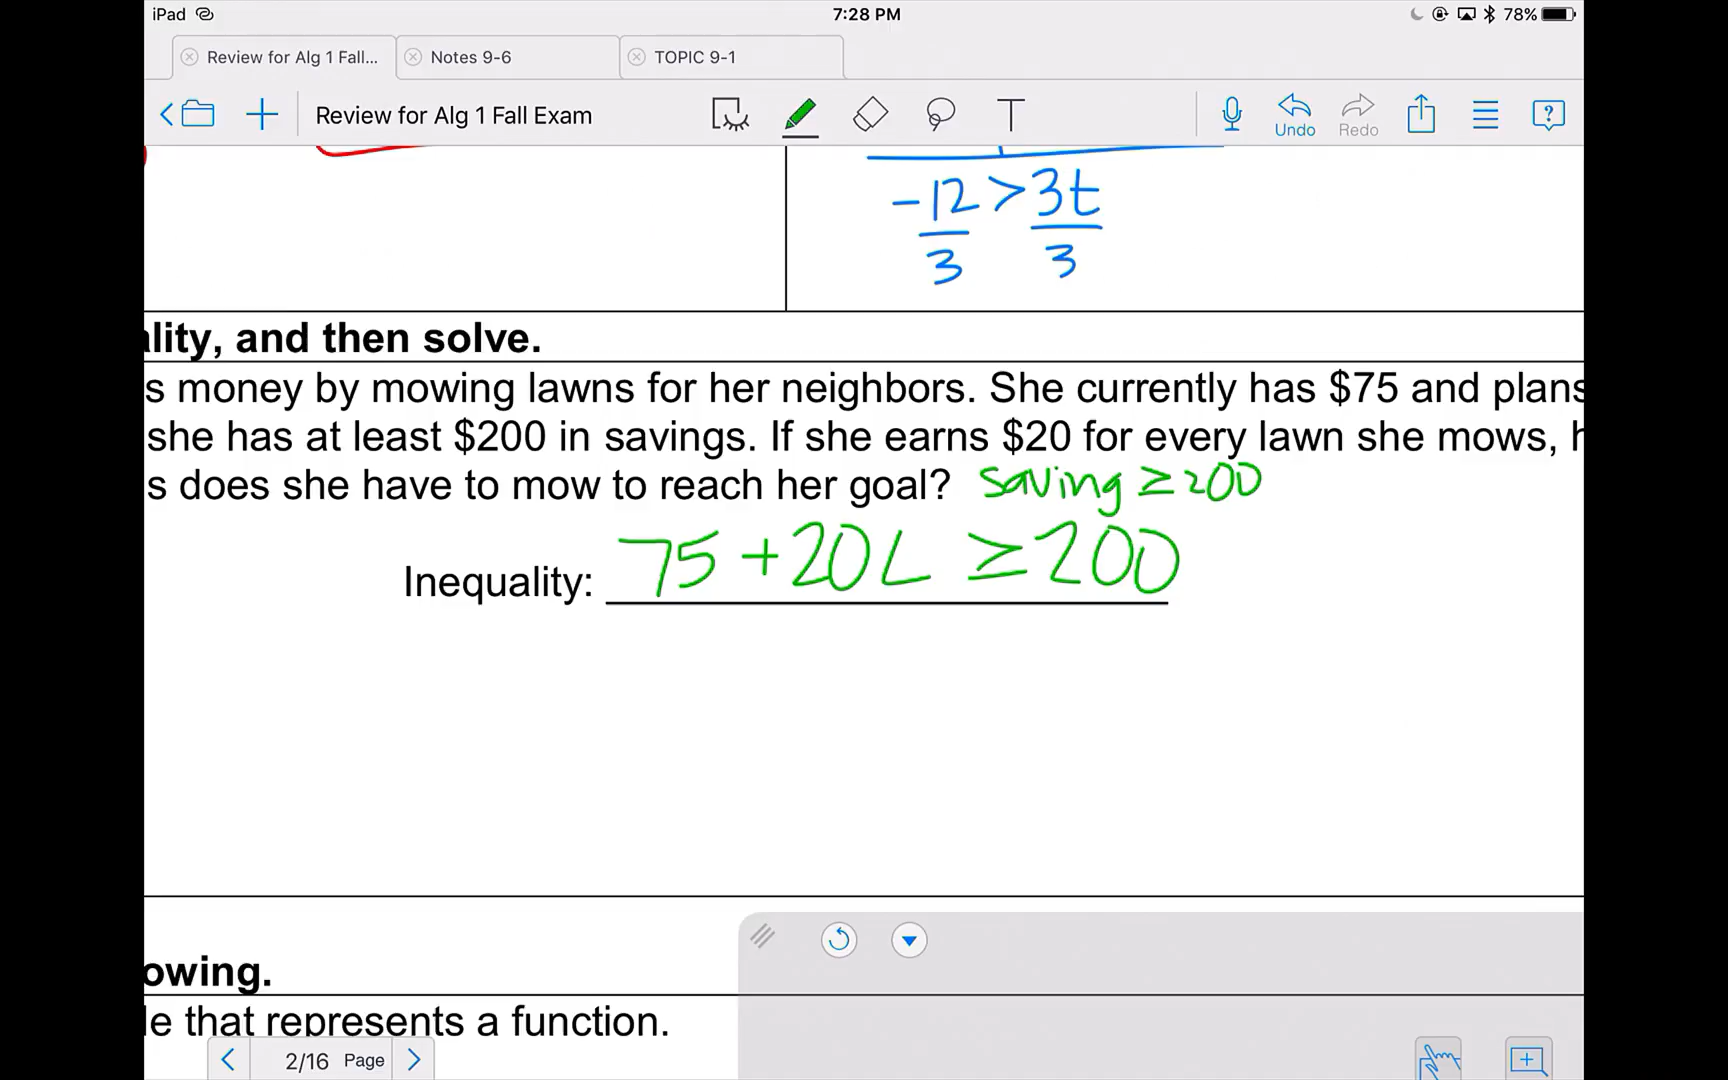 iPad 7:28 PM 78%
Review for Alg 1 Fall... Notes 9-6 TOPIC 9-1
Review for Alg 1 Fall Exam T Undo Redo
-12 > 3t
3 3
ality, and then solve.
s money by mowing lawns for her neighbors. She currently has $75 and plans
she has at least $200 in savings. If she earns $20 for every lawn she mows, h
s does she have to mow to reach her goal? saving ≥ 200
Inequality: 75 + 20L ≥ 200
owing.
le that represents a function.
2/16 Page